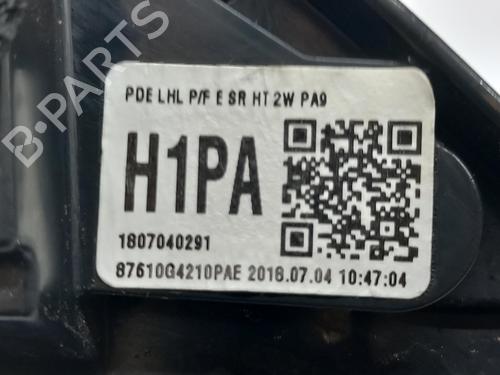 PDE LHL P/F E SR HT 2W PA9
H1PA
1807040291
87610G4210PAE 2018.07.04 10:47:04
B-PARTS